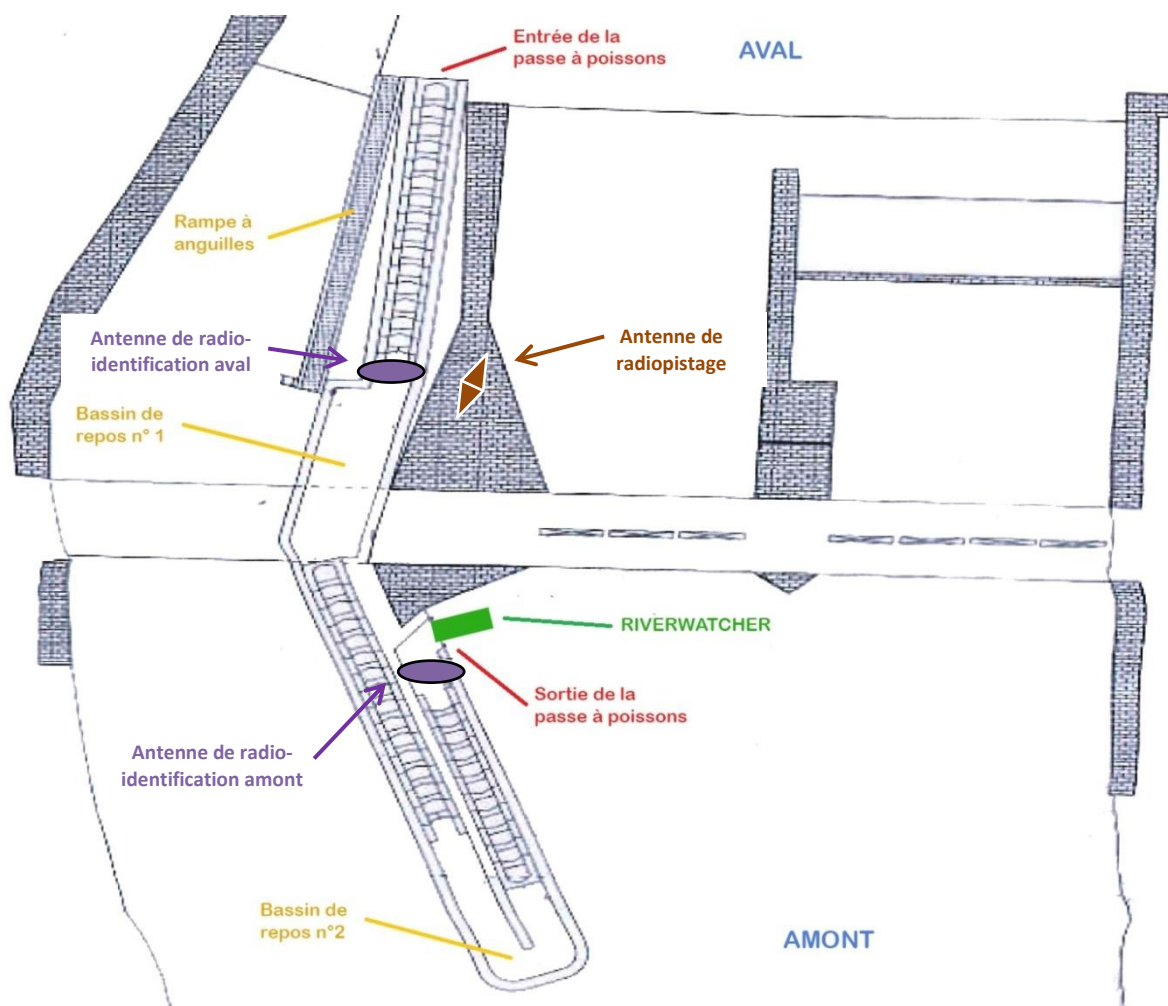 Entrée de la
passe à poissons
AVAL
Rampe à
anguilles
Antenne de radio-
identification aval
Antenne de
radiopistage
Bassin de
repos n° 1
RIVERWATCHER
Sortie de la
passe à poissons
Antenne de radio-
identification amont
Bassin de
repos n°2
AMONT